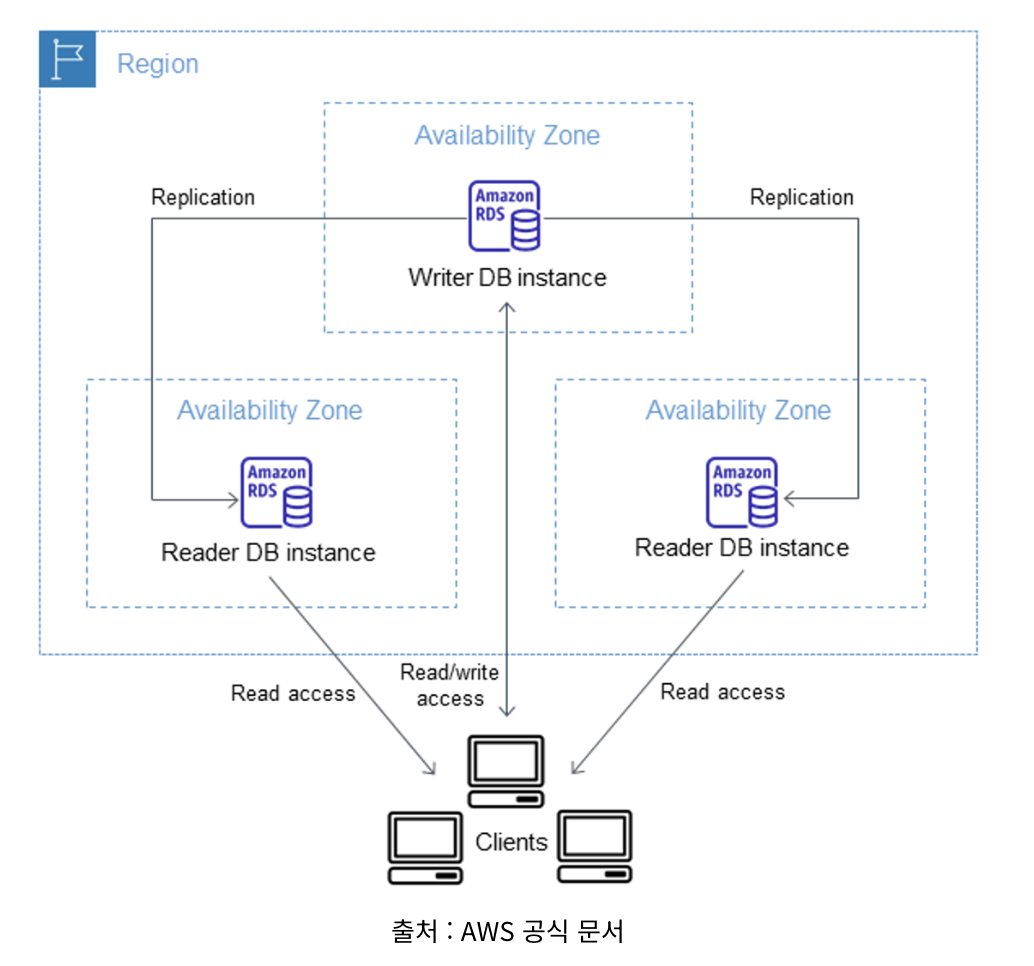 Region
Availability Zone
Replication
Amazon
RDS
Replication
Writer DB instance
Availability Zone
Amazon
RDS
Reader DB instance
Availability Zone
Amazon
RDS
Reader DB instance
Read access
Read/write
access
Read access
Clients
출처 : AWS 공식 문서